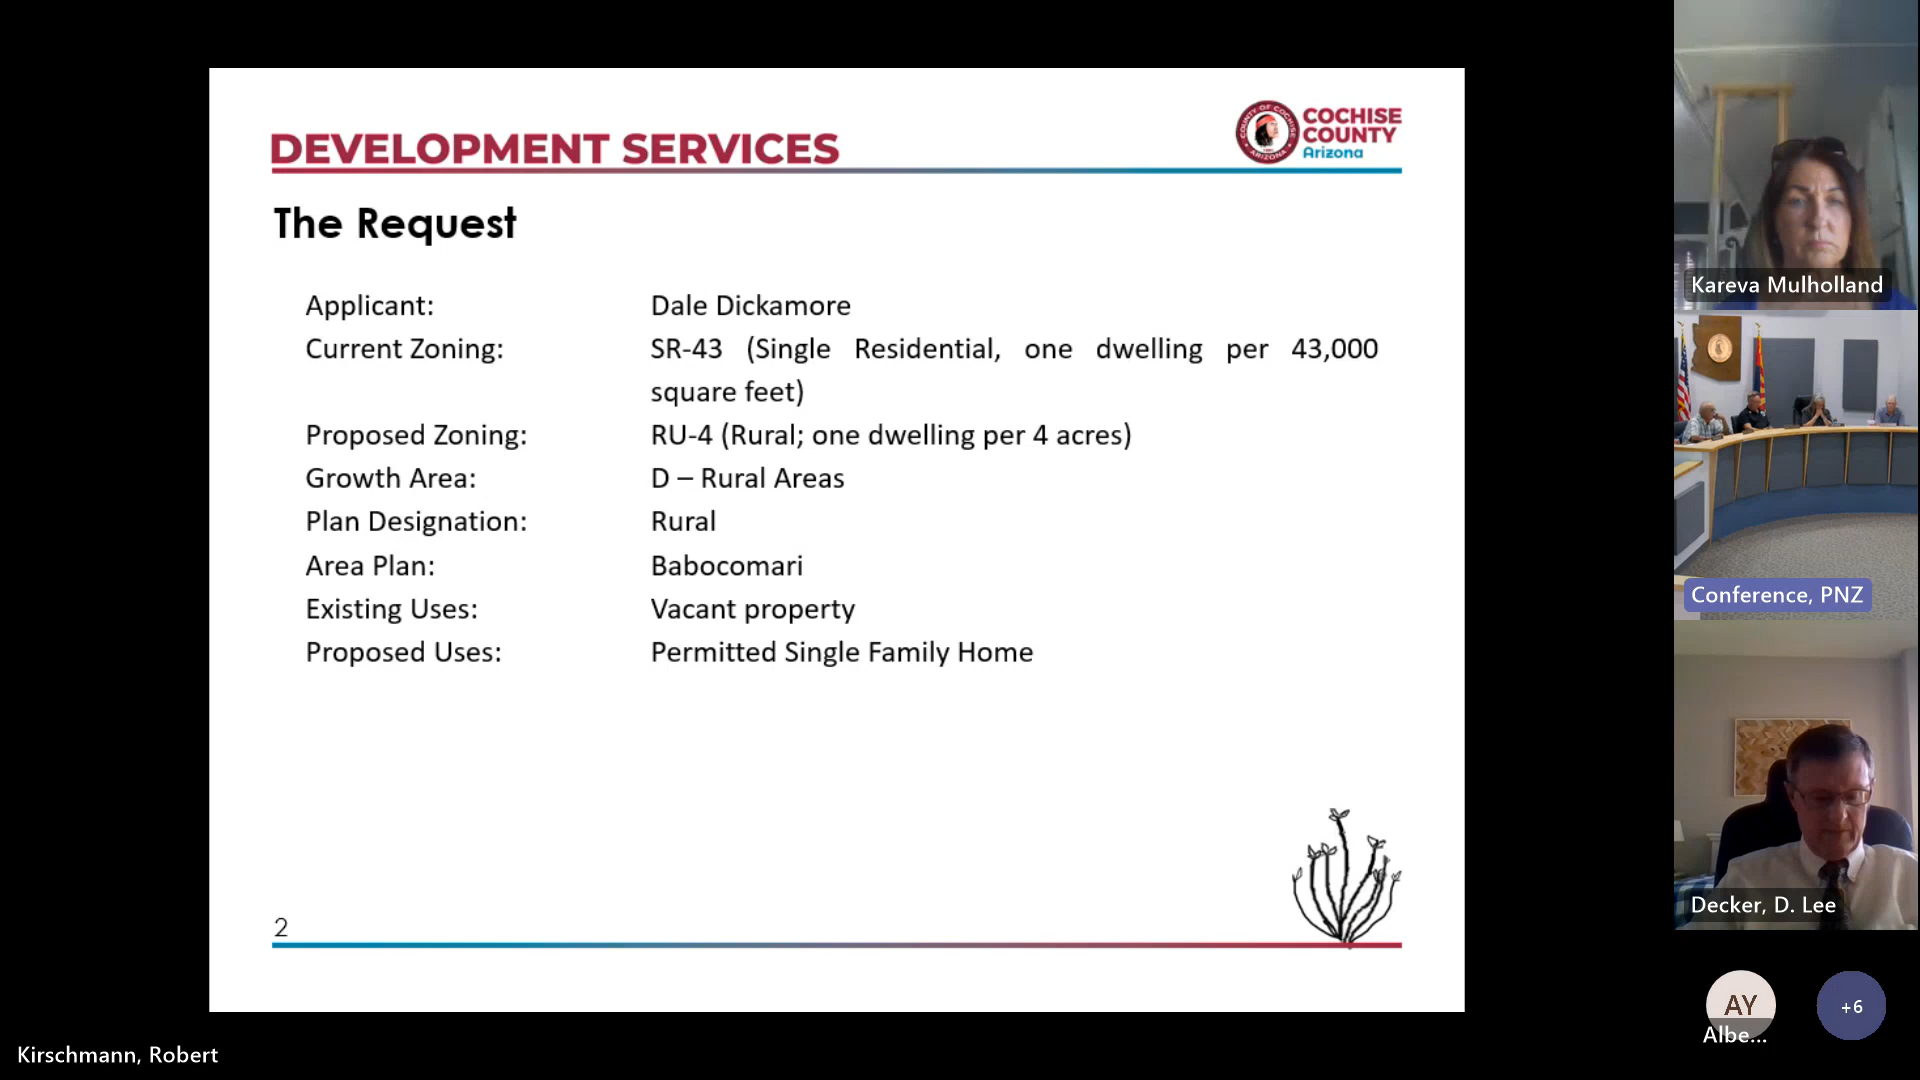 DEVELOPMENT SERVICES
COCHISE
COUNTY
Arizona
The Request
Applicant: Dale Dickamore
Current Zoning: SR-43 (Single Residential, one dwelling per 43,000
square feet)
Proposed Zoning: RU-4 (Rural; one dwelling per 4 acres)
Growth Area: D – Rural Areas
Plan Designation: Rural
Area Plan: Babocomari
Existing Uses: Vacant property
Proposed Uses: Permitted Single Family Home
2
Kirschmann, Robert
Kareva Mulholland
Conference, PNZ
Decker, D. Lee
AY
Albe...
+6